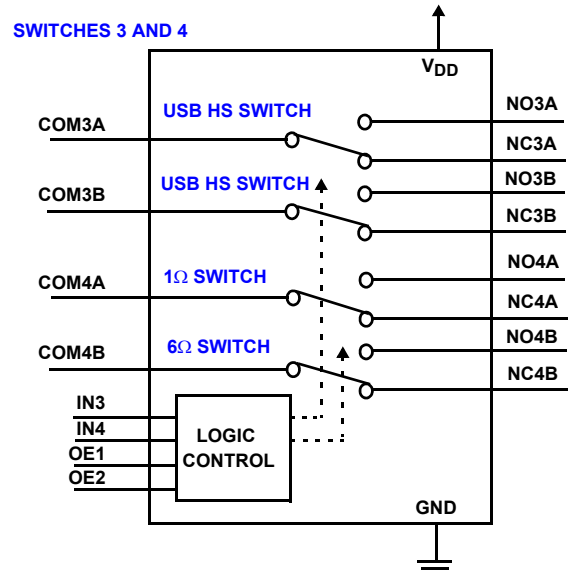 SWITCHES 3 AND 4
VDD
USB HS SWITCH
NO3A
COM3A
NC3A
USB HS SWITCH
NO3B
COM3B
NC3B
1Ω SWITCH
NO4A
COM4A
NC4A
6Ω SWITCH
NO4B
COM4B
NC4B
IN3
IN4
OE1
OE2
LOGIC
CONTROL
GND